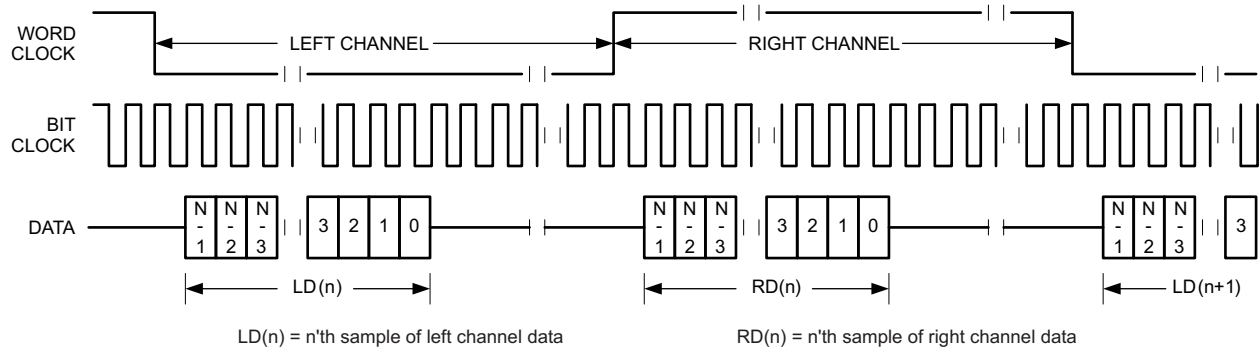 WORD
CLOCK
LEFT CHANNEL
RIGHT CHANNEL
BIT
CLOCK
DATA
N
-
1
N
-
2
N
-
3
3 2 1 0
N
-
1
N
-
2
N
-
3
3 2 1 0
N
-
1
N
-
2
N
-
3
3
LD(n)
RD(n)
LD(n+1)
LD(n) = n'th sample of left channel data
RD(n) = n'th sample of right channel data